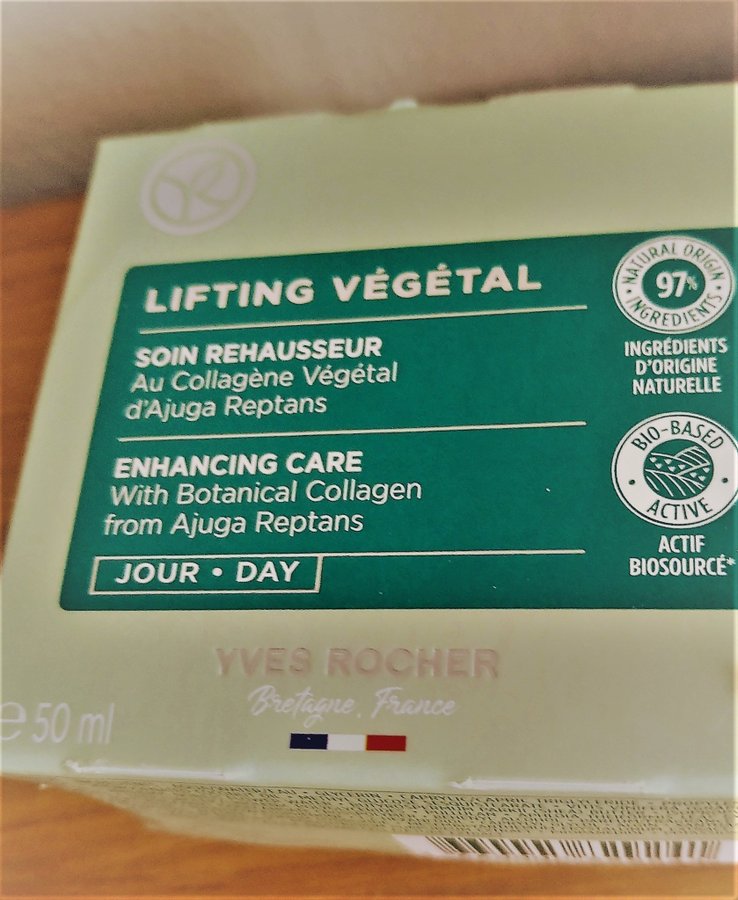 LIFTING VÉGÉTAL
SOIN REHAUSSEUR
Au Collagène Végétal
d'Ajuga Reptans
ENHANCING CARE
With Botanical Collagen
from Ajuga Reptans
JOUR • DAY
NATURAL ORIGIN
97%
INGREDIENTS
INGRÉDIENTS
D'ORIGINE
NATURELLE
BIO-BASED
ACTIVE
ACTIF
BIOSOURCÉ*
YVES ROCHER
Bretagne, France
e 50 ml